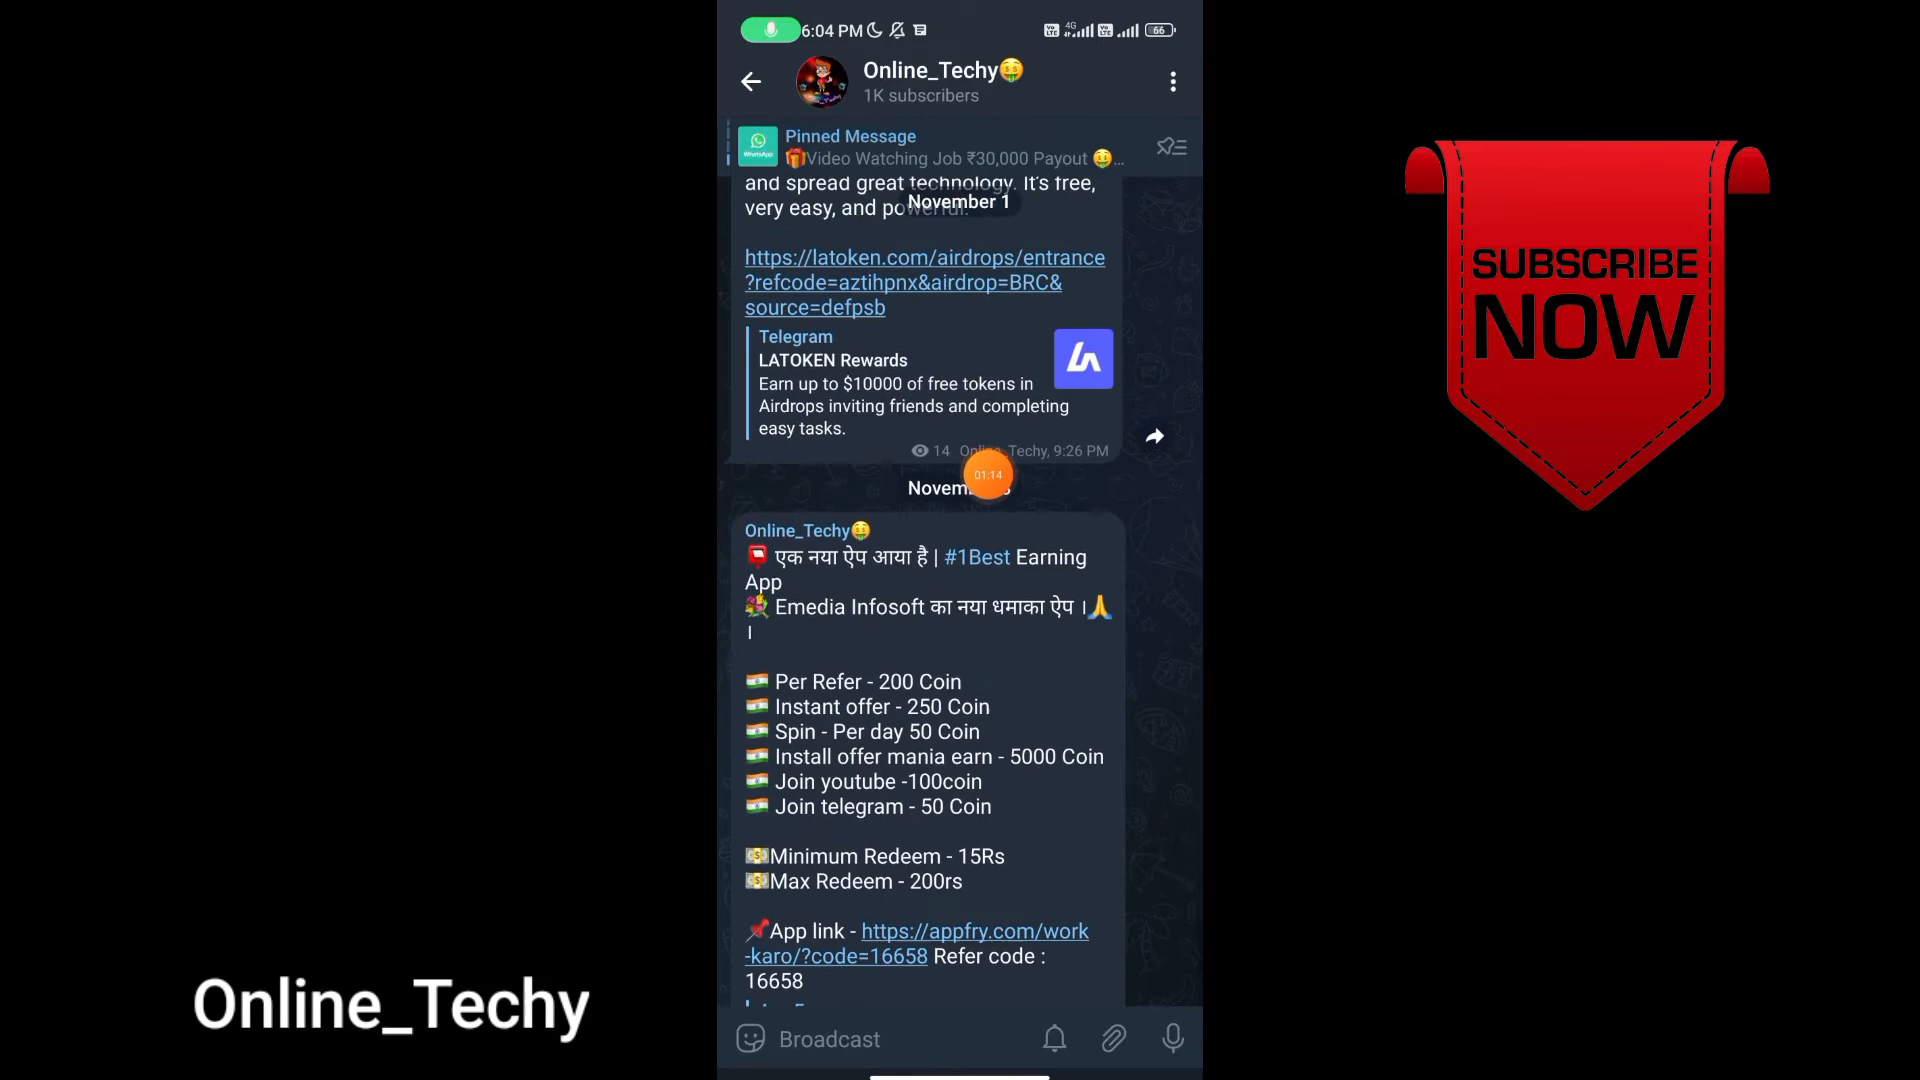 6:04 PM
4G
66
Online_Techy🤑
1K subscribers
Pinned Message
WhatsApp
🎁Video Watching Job ₹30,000 Payout 🤑...
and spread great technology. It's free,
very easy, and powerful.
November 1
https://latoken.com/airdrops/entrance
?refcode=aztihpnx&airdrop=BRC&
source=defpsb
Telegram
LATOKEN Rewards
Earn up to $10000 of free tokens in
Airdrops inviting friends and completing
easy tasks.
14 Online_Techy, 9:26 PM
01:14
Online_Techy🤑
📮 एक नया ऐप आया है | #1Best Earning
App
💐 Emedia Infosoft का नया धमाका ऐप ।🙏
।
🇮🇳 Per Refer - 200 Coin
🇮🇳 Instant offer - 250 Coin
🇮🇳 Spin - Per day 50 Coin
🇮🇳 Install offer mania earn - 5000 Coin
🇮🇳 Join youtube -100coin
🇮🇳 Join telegram - 50 Coin
💵Minimum Redeem - 15Rs
💵Max Redeem - 200rs
📌App link - https://appfry.com/work
-karo/?code=16658 Refer code :
16658
Broadcast
SUBSCRIBE
NOW
Online_Techy